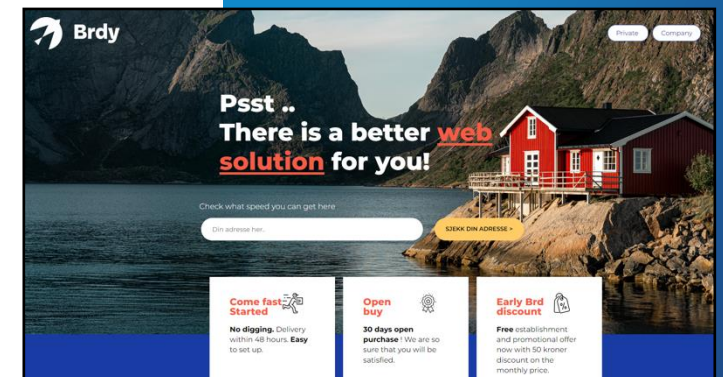 Brdy
Private
Company
Psst ..
There is a better web
solution for you!
Check what speed you can get here
Din adresse her..
SJEKK DIN ADRESSE >
Come fast
Started
No digging. Delivery
within 48 hours. Easy
to set up.
Open
buy
30 days open
purchase ! We are so
sure that you will be
satisfied.
Early Brd
discount
%
Free establishment
and promotional offer
now with 50 kroner
discount on the
monthly price.